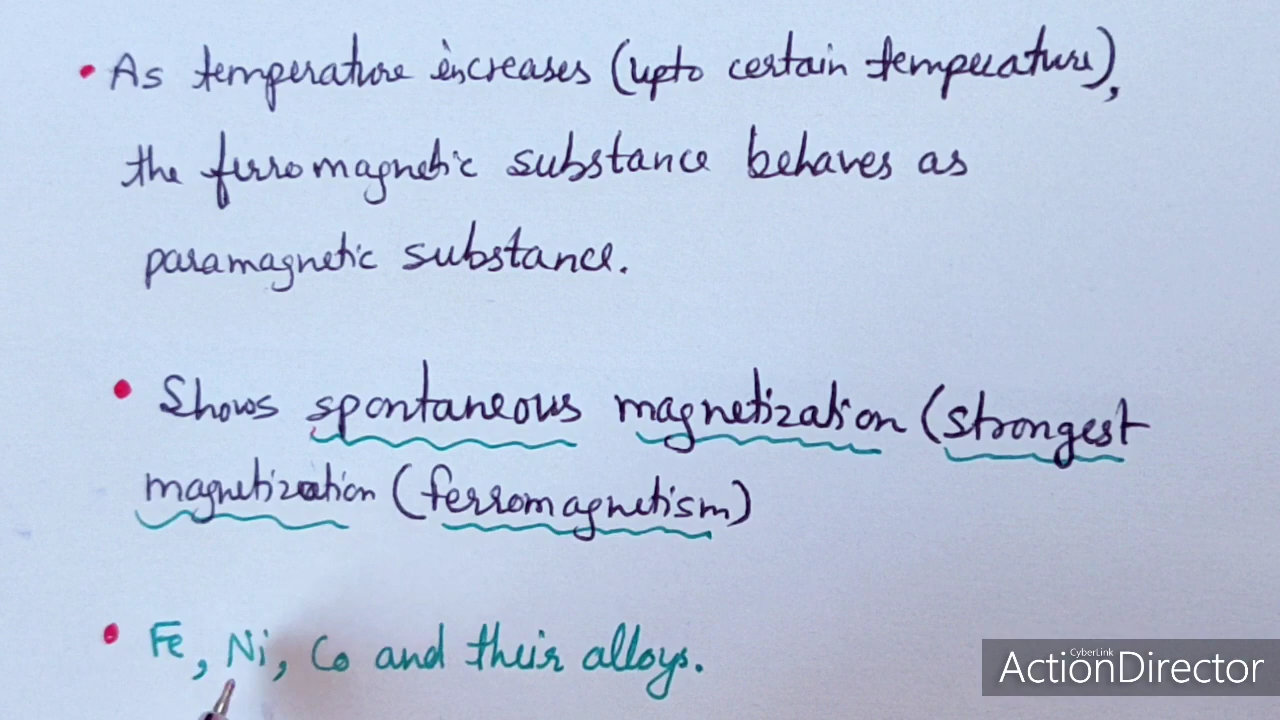 • As temperature increases (upto certain temperature),
the ferromagnetic substance behaves as
paramagnetic substance.
• Shows spontaneous magnetization (strongest
magnetization (ferromagnetism)
• Fe, Ni, Co and their alloys.
CyberLink
ActionDirector